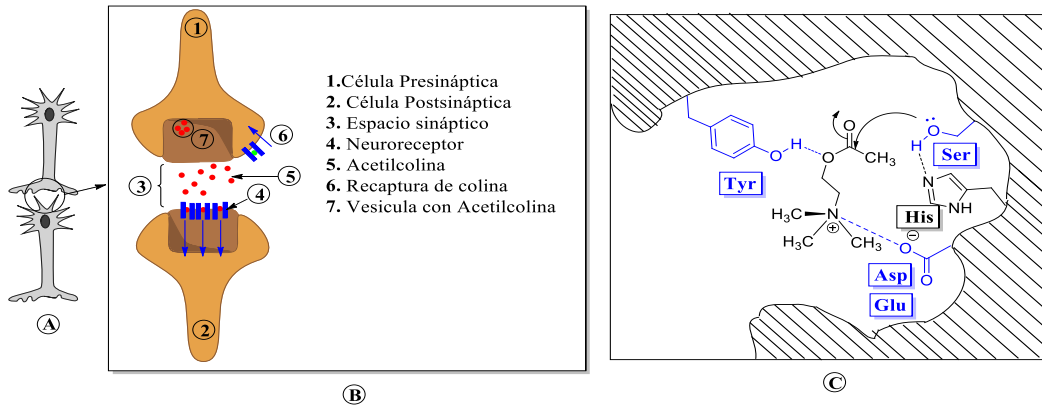 1
7
6
3
5
4
2
A
1.Célula Presináptica
2. Célula Postsináptica
3. Espacio sináptico
4. Neuroreceptor
5. Acetilcolina
6. Recaptura de colina
7. Vesicula con Acetilcolina
B
O
CH₃
O
H
O
Tyr
O
H
Ser
N
NH
His
H₃C
N
⊕
H₃C
CH₃
⊖
O
O
Asp
Glu
C